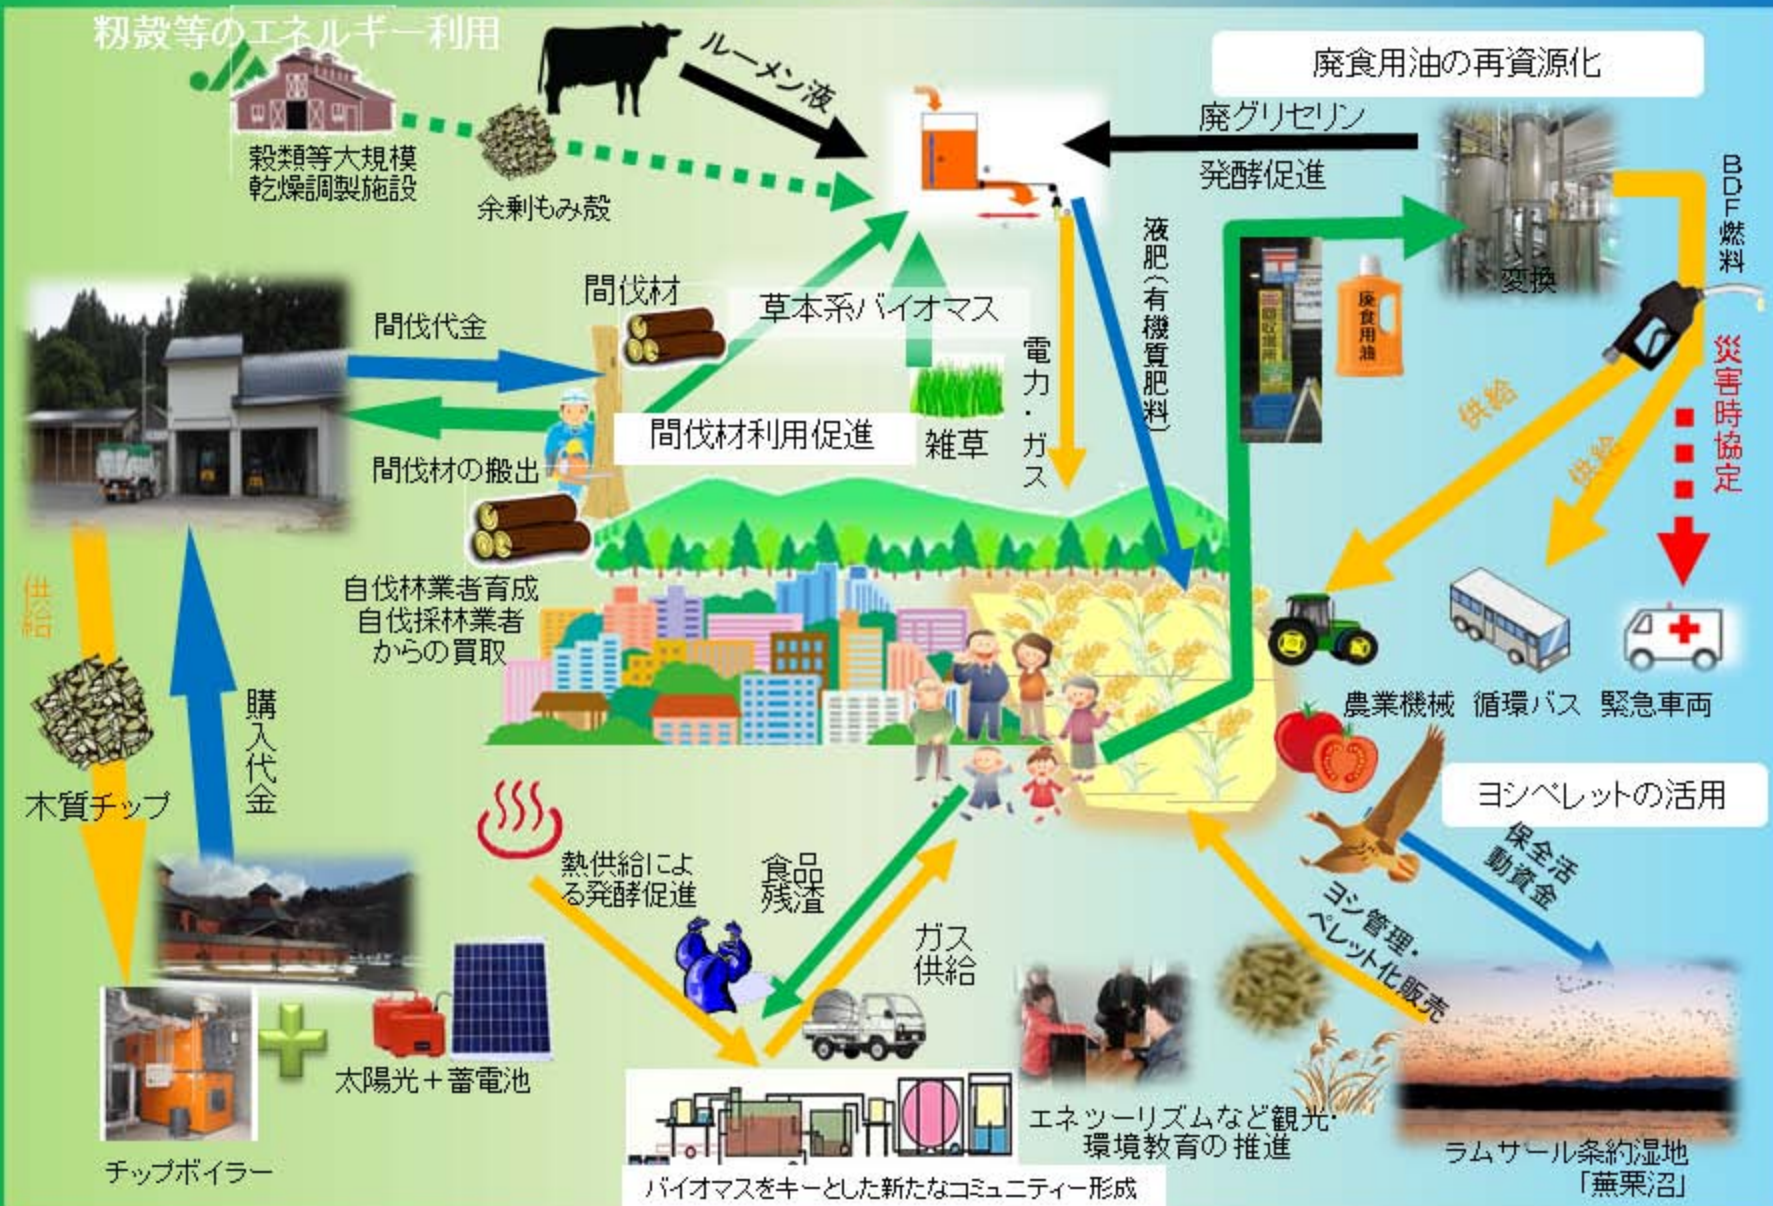 籾殻等のエネルギー利用
ルーメン液
廃食用油の再資源化
穀類等大規模
乾燥調製施設
余剰もみ殻
廃グリセリン
発酵促進
変換
BDF燃料
液肥(有機質肥料)
廃食用油
間伐材
草本系バイオマス
間伐代金
電力・ガス
災害時協定
供給
供給
間伐材利用促進
雑草
間伐材の搬出
自伐林業者育成
自伐採林業者
からの買取
供給
購入代金
木質チップ
農業機械
循環バス
緊急車両
ヨシペレットの活用
保全活
動資金
ヨシ管理・
ペレット化販売
熱供給によ
る発酵促進
食品
残渣
ガス
供給
太陽光+蓄電池
チップボイラー
エネツーリズムなど観光・
環境教育の推進
ラムサール条約湿地
「蕪栗沼」
バイオマスをキーとした新たなコミュニティー形成